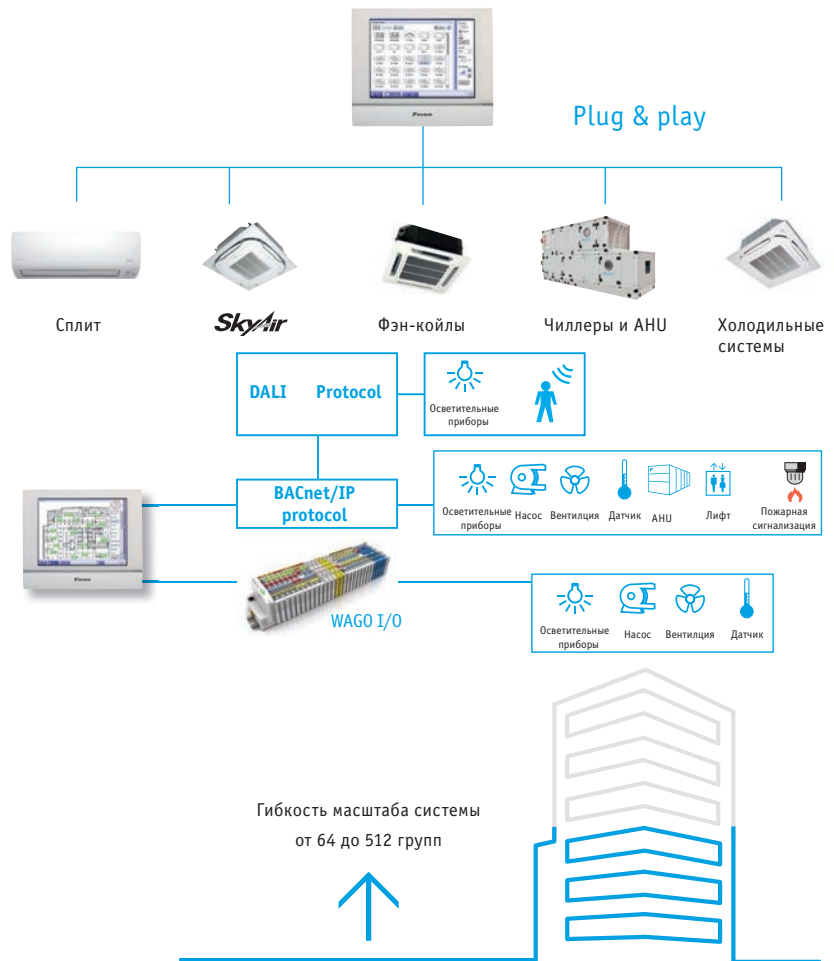 Plug & play
DAIKIN
Сплит
SkyAir
Фэн-койлы
Чиллеры и AHU
Холодильные
системы
DALI Protocol
Осветительные
приборы
BACnet/IP
protocol
Осветительные
приборы
Насос
Вентилция
Датчик
AHU
Лифт
Пожарная
сигнализация
DAIKIN
WAGO I/O
Осветительные
приборы
Насос
Вентилция
Датчик
Гибкость масштаба системы
от 64 до 512 групп